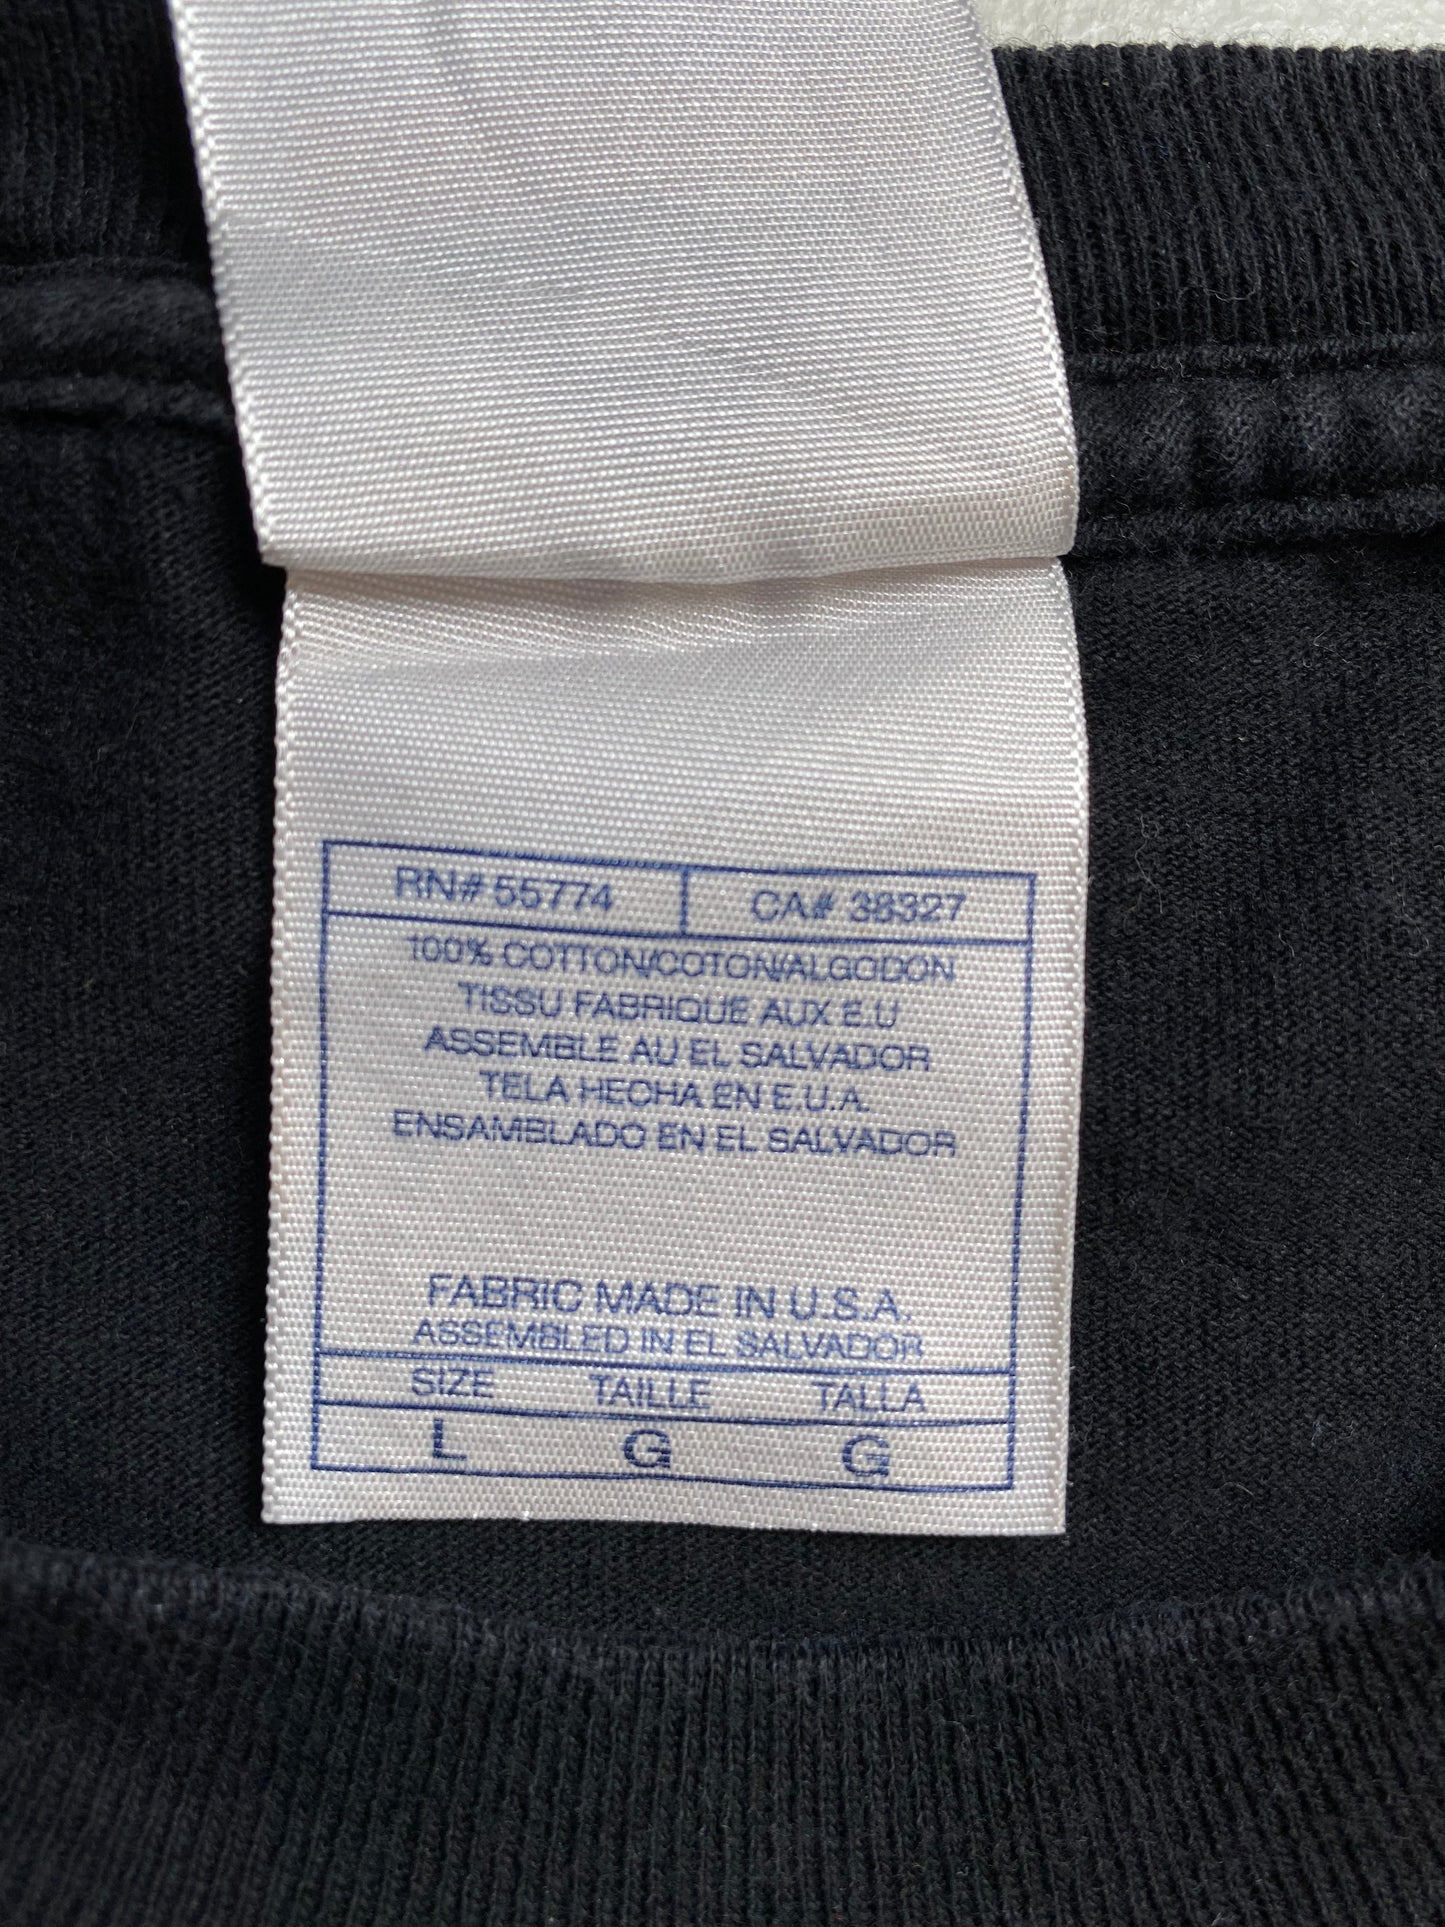 RN# 55774 CA# 38327
100% COTTON/COTON/ALGODON
TISSU FABRIQUE AUX E.U
ASSEMBLE AU EL SALVADOR
TELA HECHA EN E.U.A.
ENSAMBLADO EN EL SALVADOR
FABRIC MADE IN U.S.A.
ASSEMBLED IN EL SALVADOR
SIZE TAILLE TALLA
L G G